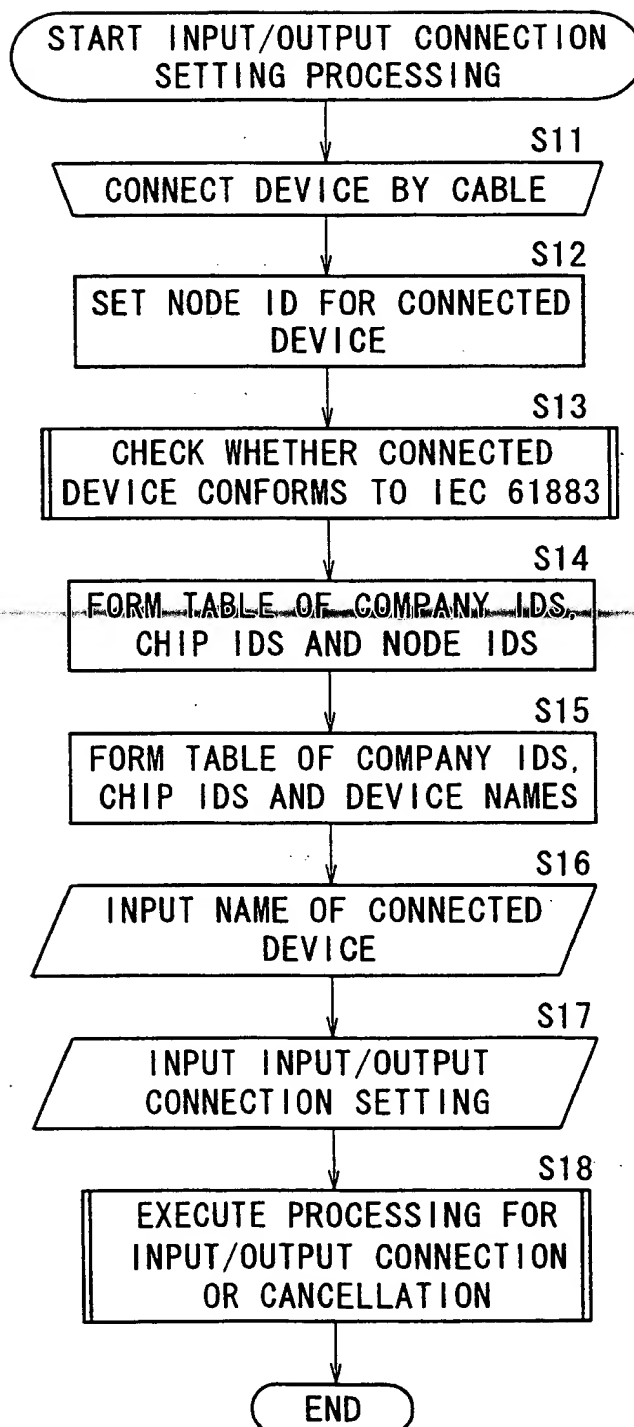 START INPUT/OUTPUT CONNECTION
SETTING PROCESSING
S11
CONNECT DEVICE BY CABLE
S12
SET NODE ID FOR CONNECTED
DEVICE
S13
CHECK WHETHER CONNECTED
DEVICE CONFORMS TO IEC 61883
S14
FORM TABLE OF COMPANY IDS,
CHIP IDS AND NODE IDS
S15
FORM TABLE OF COMPANY IDS,
CHIP IDS AND DEVICE NAMES
S16
INPUT NAME OF CONNECTED
DEVICE
S17
INPUT INPUT/OUTPUT
CONNECTION SETTING
S18
EXECUTE PROCESSING FOR
INPUT/OUTPUT CONNECTION
OR CANCELLATION
END